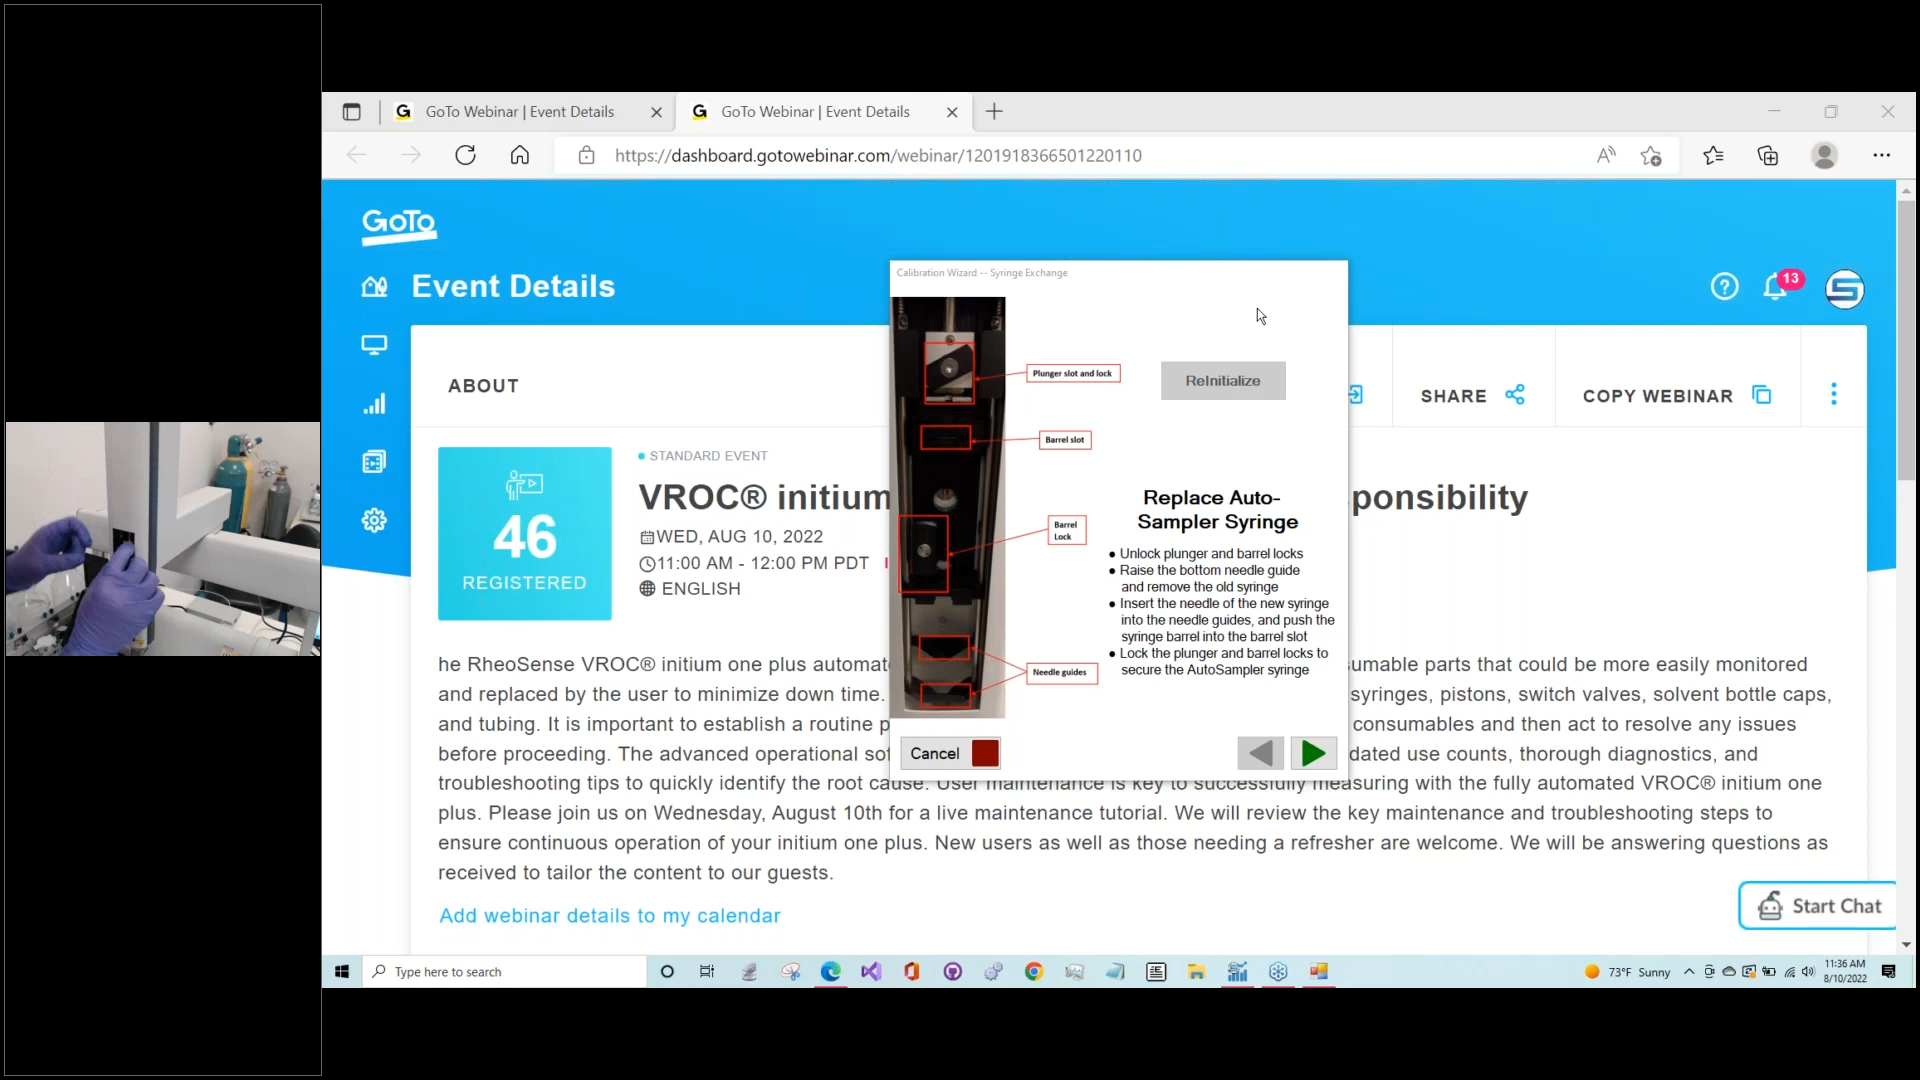 GoTo Webinar | Event Details
GoTo Webinar | Event Details
https://dashboard.gotowebinar.com/webinar/1201918366501220110
GoTo
Event Details
13
ABOUT
SHARE
COPY WEBINAR
46
REGISTERED
STANDARD EVENT
VROC® initium
ponsibility
WED, AUG 10, 2022
11:00 AM - 12:00 PM PDT
ENGLISH
he RheoSense VROC® initium one plus automate
sumable parts that could be more easily monitored
and replaced by the user to minimize down time.
syringes, pistons, switch valves, solvent bottle caps,
and tubing. It is important to establish a routine p
consumables and then act to resolve any issues
before proceeding. The advanced operational sof
dated use counts, thorough diagnostics, and
troubleshooting tips to quickly identify the root cause. User maintenance is key to successfully measuring with the fully automated VROC® initium one
plus. Please join us on Wednesday, August 10th for a live maintenance tutorial. We will review the key maintenance and troubleshooting steps to
ensure continuous operation of your initium one plus. New users as well as those needing a refresher are welcome. We will be answering questions as
received to tailor the content to our guests.
Add webinar details to my calendar
Calibration Wizard -- Syringe Exchange
Plunger slot and lock
Barrel slot
Barrel
Lock
Needle guides
ReInitialize
Replace Auto-
Sampler Syringe
● Unlock plunger and barrel locks
● Raise the bottom needle guide
and remove the old syringe
● Insert the needle of the new syringe
into the needle guides, and push the
syringe barrel into the barrel slot
● Lock the plunger and barrel locks to
secure the AutoSampler syringe
Cancel
Start Chat
Type here to search
73°F Sunny
11:36 AM
8/10/2022